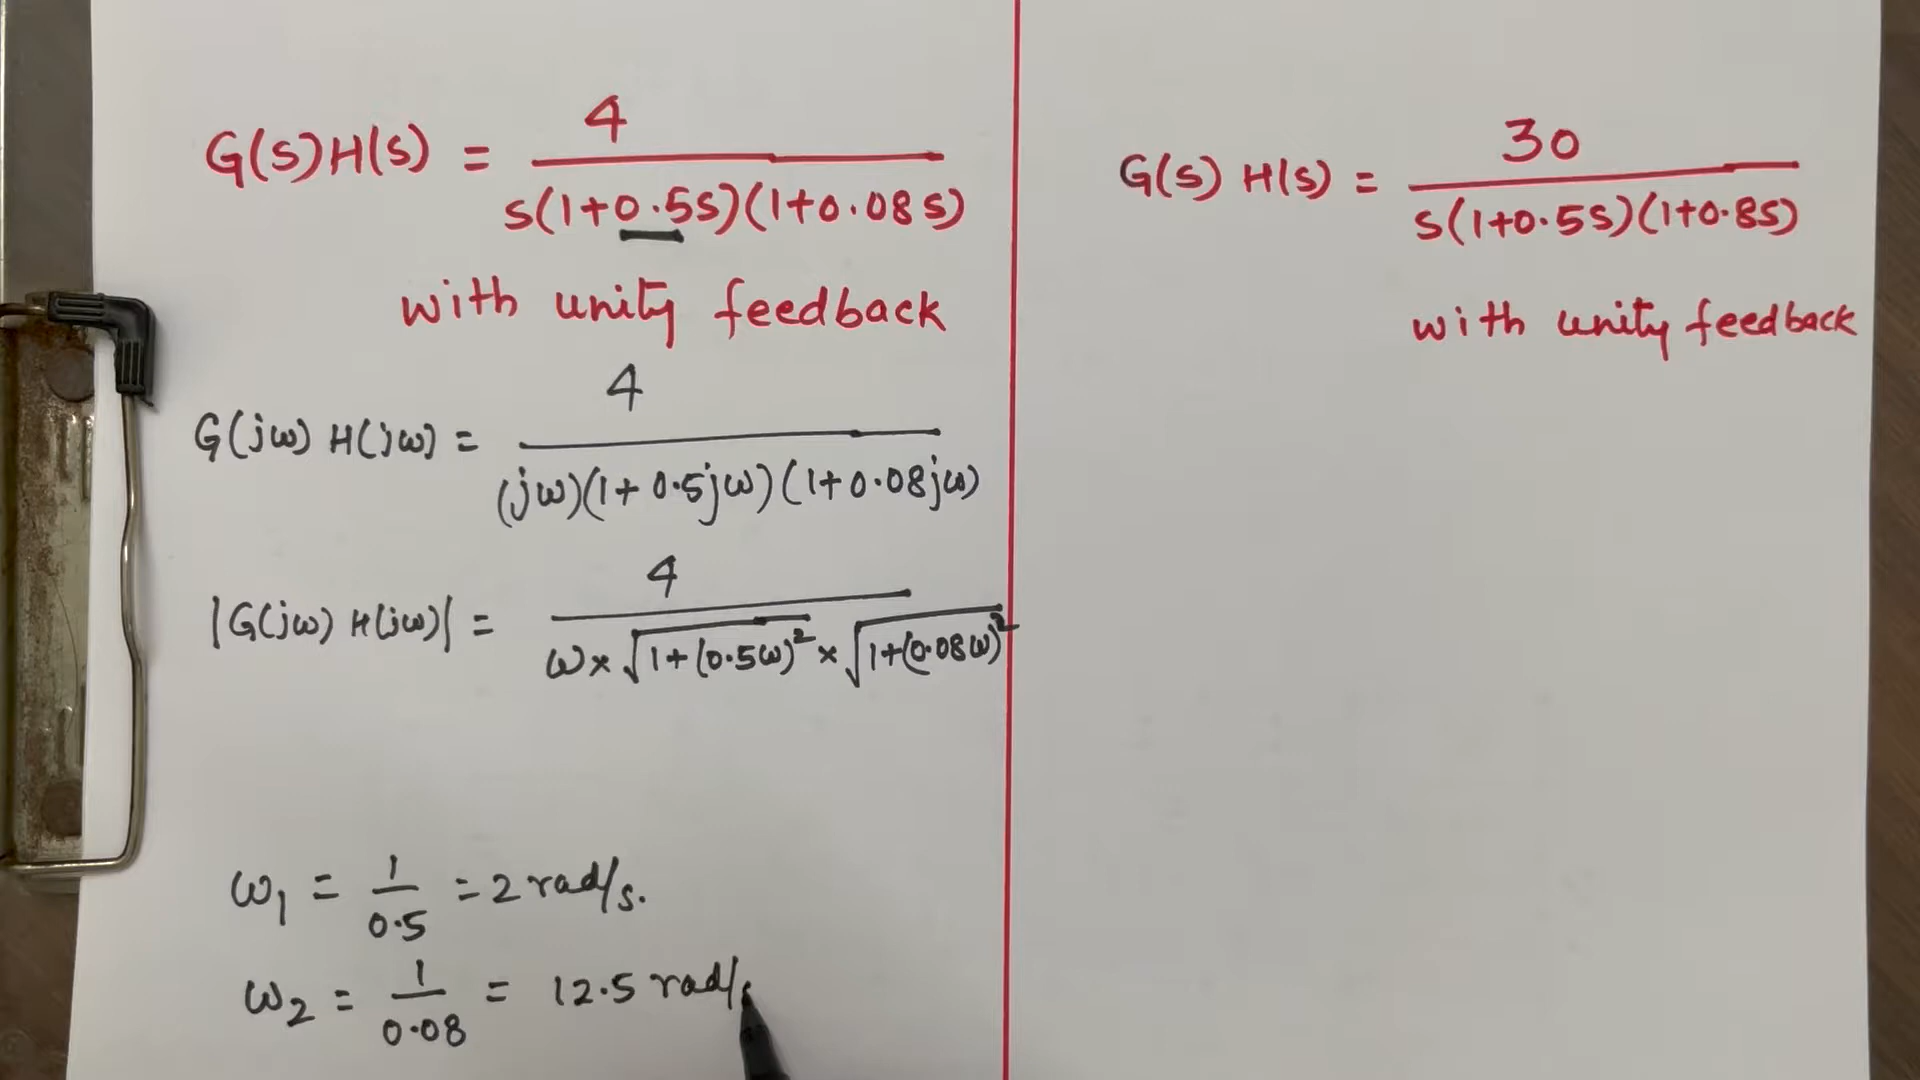 G(s)H(s) = 4 / s(1+0.5s)(1+0.08s)
with unity feedback
G(jω) H(jω) = 4 / (jω)(1+0.5jω)(1+0.08jω)
|G(jω) H(jω)| = 4 / ω×√1+(0.5ω)² × √1+(0.08ω)²
ω₁ = 1/0.5 = 2 rad/s.
ω₂ = 1/0.08 = 12.5 rad/s
G(s) H(s) = 30 / s(1+0.5s)(1+0.8s)
with unity feedback